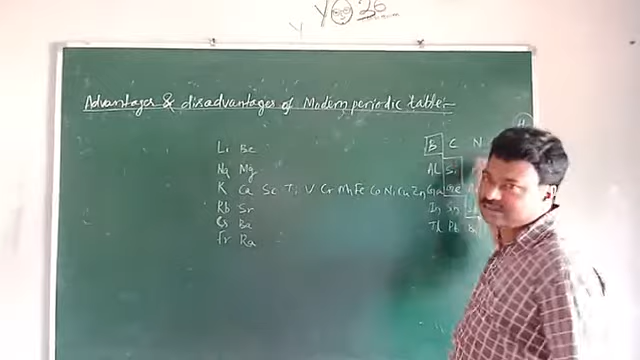 Advantages & disadvantages of Modern periodic table:-
Li Be B C N
Na Mg AL Si
K Ca Sc Ti V Cr Mn Fe Co Ni Cu Zn Ga Ge
Rb Sr In Sn
Cs Ba Tl Pb Bi
Fr Ra